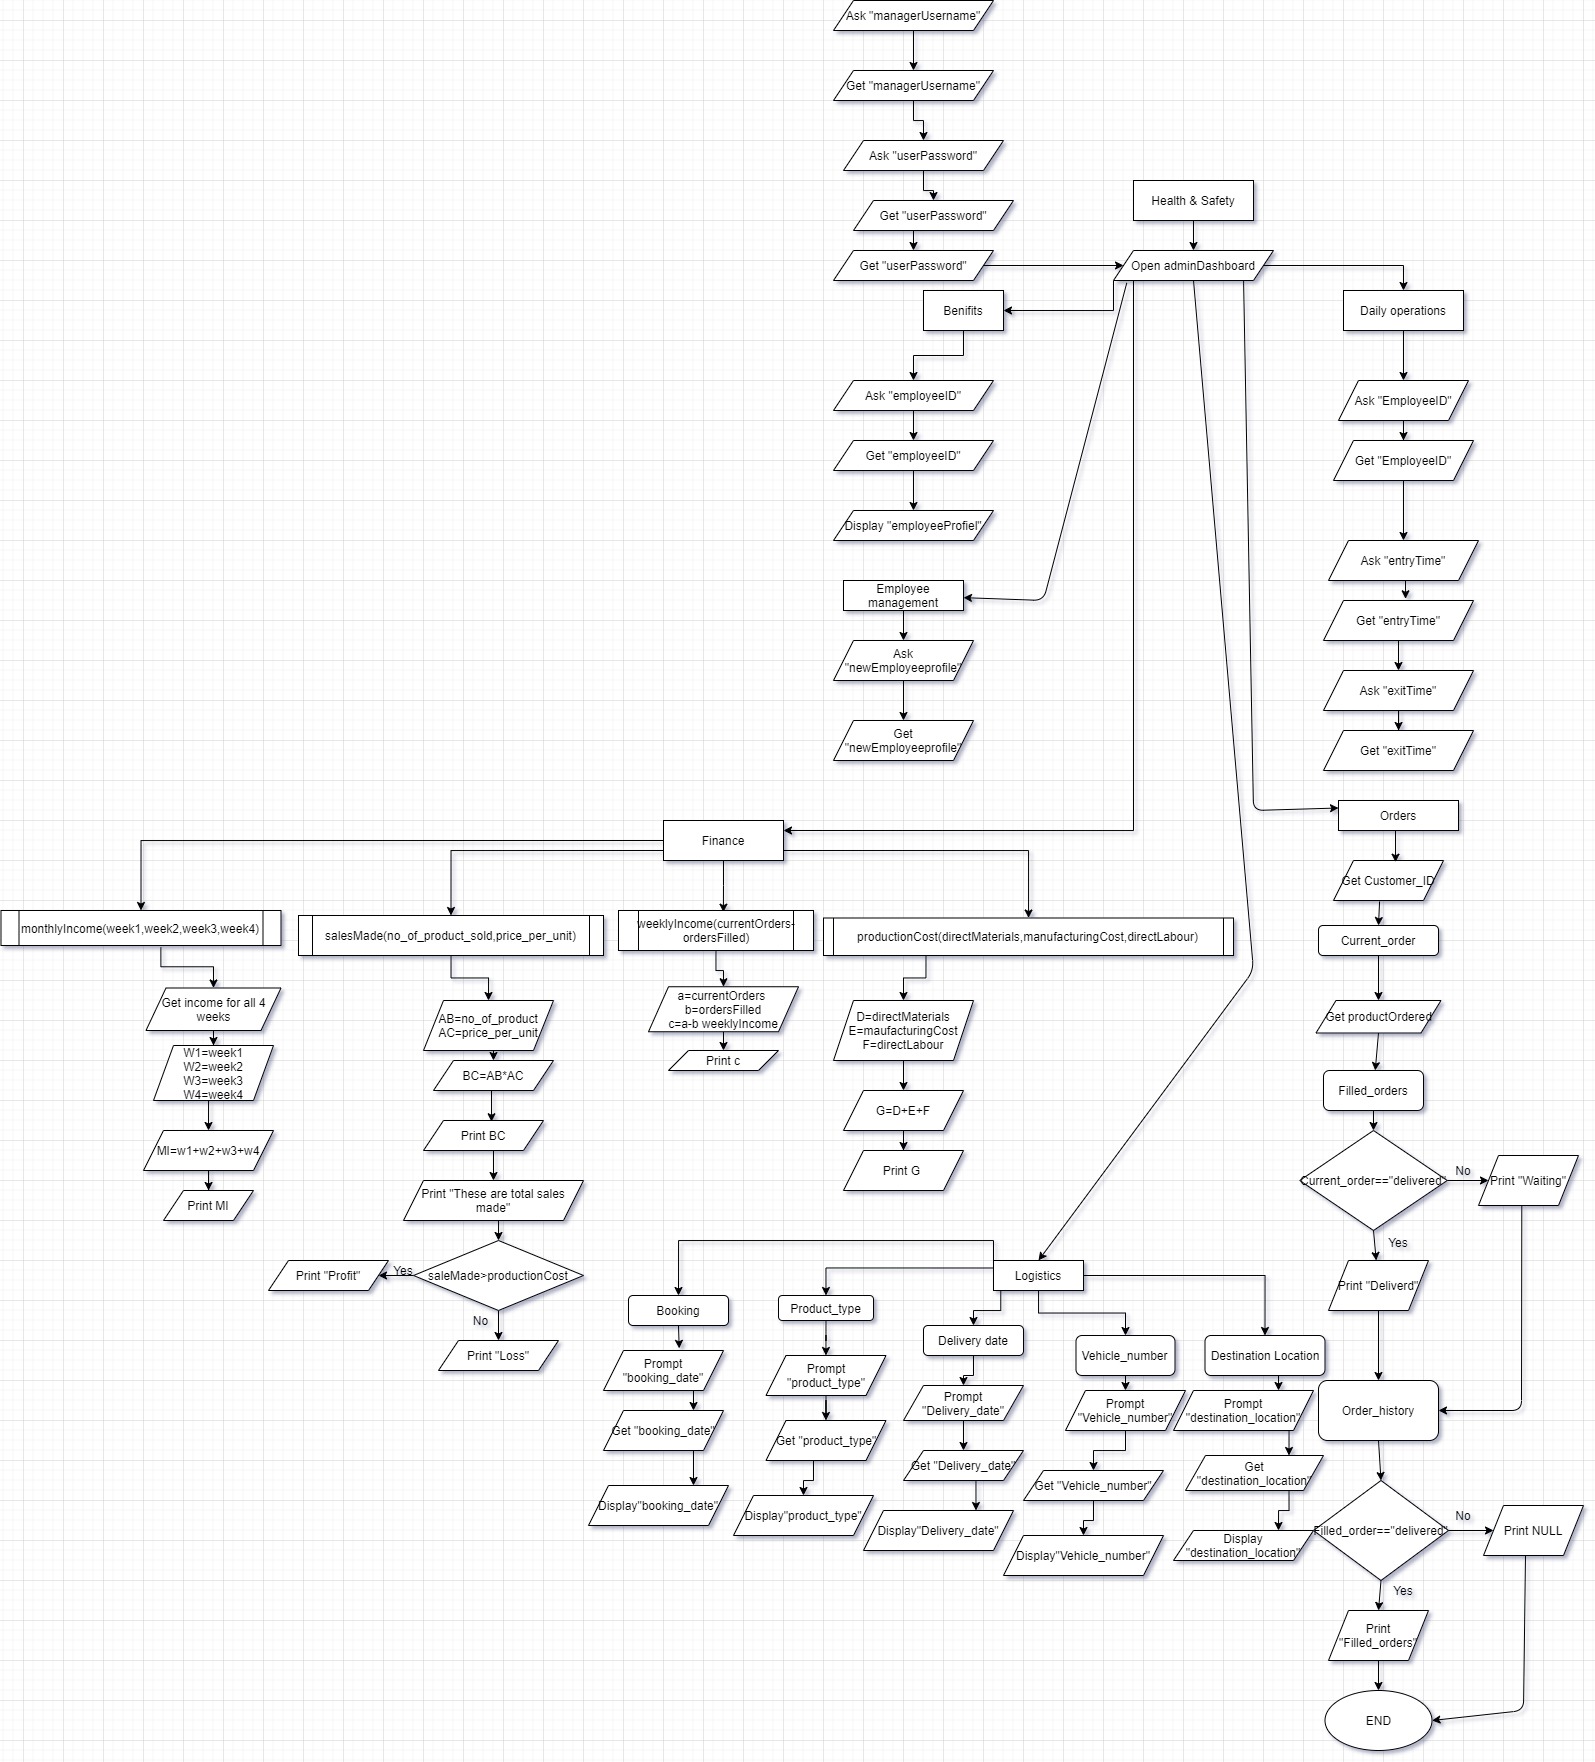 Ask "managerUsername"
Get "managerUsername"
Ask "userPassword"
Get "userPassword"
Get "userPassword"
Health & Safety
Open adminDashboard
Benifits
Ask "employeeID"
Get "employeeID"
Display "employeeProfiel"
Employee
management
Ask
"newEmployeeprofile"
Get
"newEmployeeprofile"
Daily operations
Ask "EmployeeID"
Get "EmployeeID"
Ask "entryTime"
Get "entryTime"
Ask "exitTime"
Get "exitTime"
Finance
monthlyIncome(week1,week2,week3,week4)
Get income for all 4
weeks
W1=week1
W2=week2
W3=week3
W4=week4
MI=w1+w2+w3+w4
Print MI
salesMade(no_of_product_sold,price_per_unit)
AB=no_of_product
AC=price_per_unit
BC=AB*AC
Print BC
Print "These are total sales
made"
saleMade>productionCost
Yes
Print "Profit"
No
Print "Loss"
weeklyIncome(currentOrders-
ordersFilled)
a=currentOrders
b=ordersFilled
c=a-b weeklyIncome
Print c
productionCost(directMaterials,manufacturingCost,directLabour)
D=directMaterials
E=maufacturingCost
F=directLabour
G=D+E+F
Print G
Logistics
Booking
Prompt
"booking_date"
Get "booking_date"
Display"booking_date"
Product_type
Prompt
"product_type"
Get "product_type"
Display"product_type"
Delivery date
Prompt
"Delivery_date"
Get "Delivery_date"
Display"Delivery_date"
Vehicle_number
Prompt
"Vehicle_number"
Get "Vehicle_number"
Display"Vehicle_number"
Destination Location
Prompt
"destination_location"
Get
"destination_location"
Display
"destination_location"
Orders
Get Customer_ID
Current_order
Get productOrdered
Filled_orders
Current_order=="delivered"
No
Print "Waiting"
Yes
Print "Deliverd"
Order_history
Filled_order=="delivered"
No
Print NULL
Yes
Print
"Filled_orders"
END